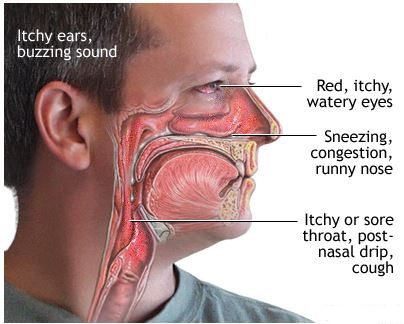 Itchy ears,
buzzing sound
Red, itchy,
watery eyes
Sneezing,
congestion,
runny nose
Itchy or sore
throat, post-
nasal drip,
cough